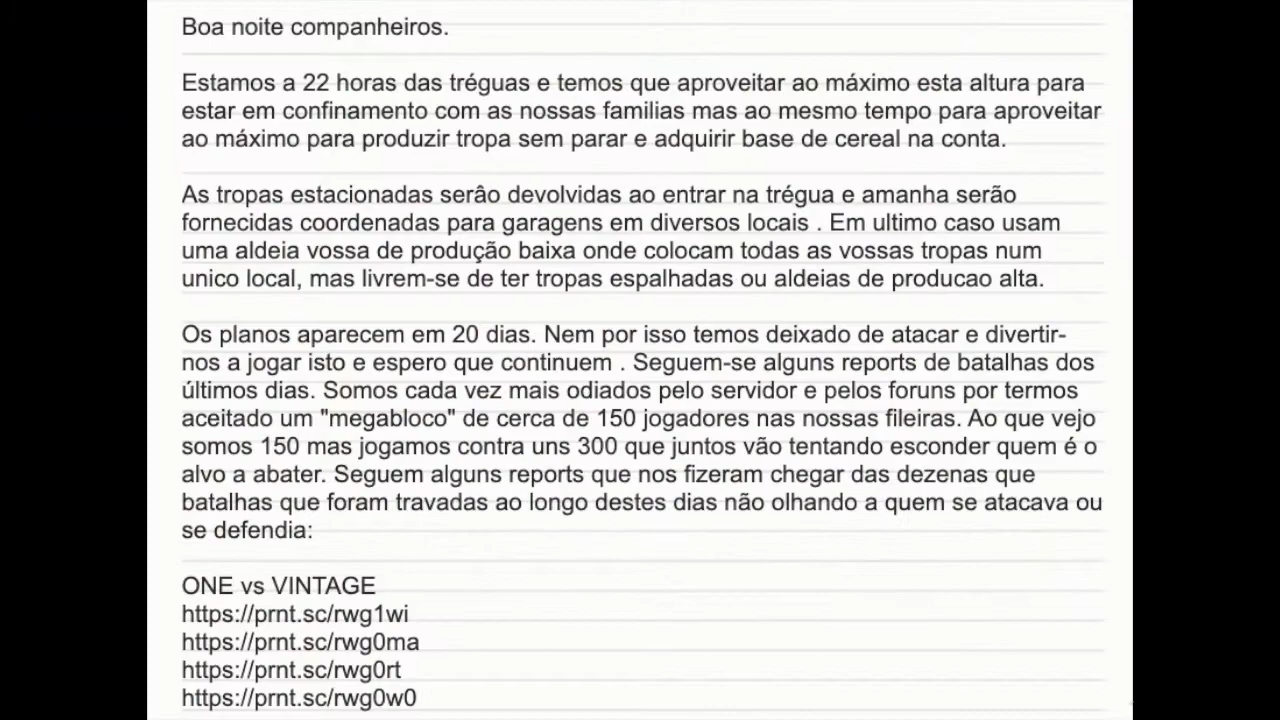 Boa noite companheiros.
Estamos a 22 horas das tréguas e temos que aproveitar ao máximo esta altura para
estar em confinamento com as nossas familias mas ao mesmo tempo para aproveitar
ao máximo para produzir tropa sem parar e adquirir base de cereal na conta.
As tropas estacionadas serâo devolvidas ao entrar na trégua e amanha serão
fornecidas coordenadas para garagens em diversos locais . Em ultimo caso usam
uma aldeia vossa de produção baixa onde colocam todas as vossas tropas num
unico local, mas livrem-se de ter tropas espalhadas ou aldeias de producao alta.
Os planos aparecem em 20 dias. Nem por isso temos deixado de atacar e divertir-
nos a jogar isto e espero que continuem . Seguem-se alguns reports de batalhas dos
últimos dias. Somos cada vez mais odiados pelo servidor e pelos foruns por termos
aceitado um "megabloco" de cerca de 150 jogadores nas nossas fileiras. Ao que vejo
somos 150 mas jogamos contra uns 300 que juntos vão tentando esconder quem é o
alvo a abater. Seguem alguns reports que nos fizeram chegar das dezenas que
batalhas que foram travadas ao longo destes dias não olhando a quem se atacava ou
se defendia:
ONE vs VINTAGE
https://prnt.sc/rwg1wi
https://prnt.sc/rwg0ma
https://prnt.sc/rwg0rt
https://prnt.sc/rwg0w0